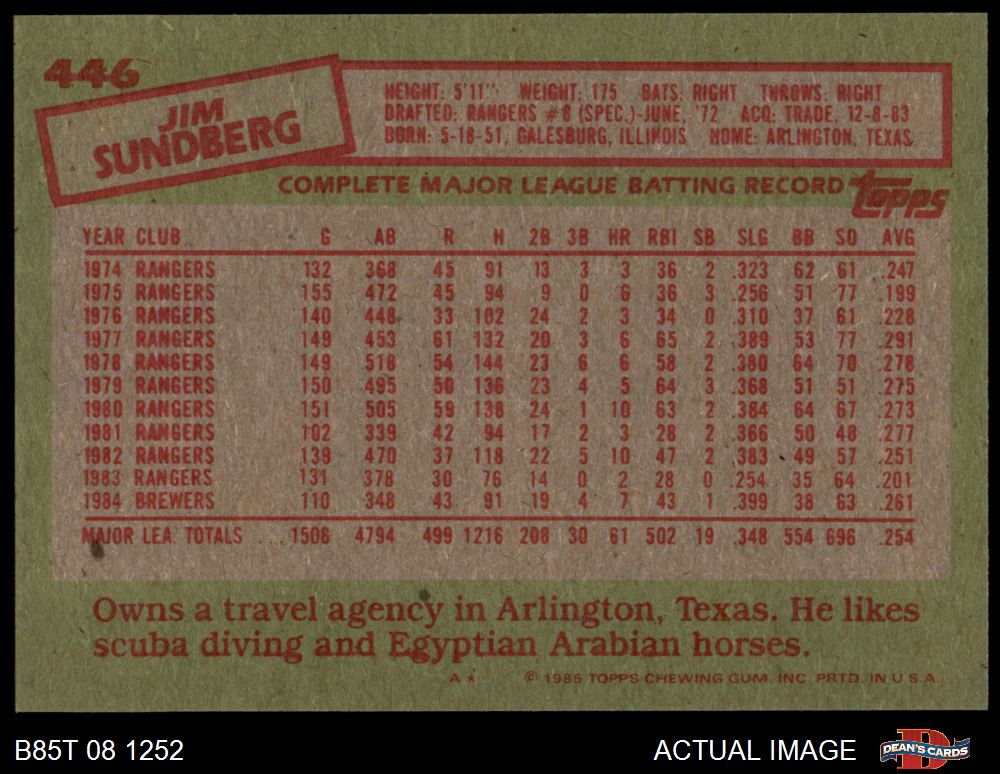 446
JIM
SUNDBERG
HEIGHT: 5'11" WEIGHT: 175 BATS: RIGHT THROWS: RIGHT
DRAFTED: RANGERS #8 (SPEC.)-JUNE, '72 ACQ: TRADE, 12-8-83
BORN: 5-18-51, GALESBURG, ILLINOIS HOME: ARLINGTON, TEXAS
COMPLETE MAJOR LEAGUE BATTING RECORD topps
YEAR CLUB G AB R H 2B 3B HR RBI SB SLG BB SO AVG
1974 RANGERS 132 368 45 91 13 3 3 36 2 .323 62 61 .247
1975 RANGERS 155 472 45 94 9 0 6 36 3 .256 51 77 .199
1976 RANGERS 140 448 33 102 24 2 3 34 0 .310 37 61 .228
1977 RANGERS 149 453 61 132 20 3 6 65 2 .389 53 77 .291
1978 RANGERS 149 518 54 144 23 6 6 58 2 .380 64 70 .278
1979 RANGERS 150 495 50 136 23 4 5 64 3 .368 51 51 .275
1980 RANGERS 151 505 59 138 24 1 10 63 2 .384 64 67 .273
1981 RANGERS 102 339 42 94 17 2 3 28 2 .366 50 48 .277
1982 RANGERS 139 470 37 118 22 5 10 47 2 .383 49 57 .251
1983 RANGERS 131 378 30 76 14 0 2 28 0 .254 35 64 .201
1984 BREWERS 110 348 43 91 19 4 7 43 1 .399 38 63 .261
MAJOR LEA. TOTALS ... 1508 4794 499 1216 208 30 61 502 19 .348 554 696 .254
Owns a travel agency in Arlington, Texas. He likes
scuba diving and Egyptian Arabian horses.
A * © 1985 TOPPS CHEWING GUM, INC. PRTD. IN U.S.A.
B85T 08 1252 ACTUAL IMAGE DEAN'S CARDS